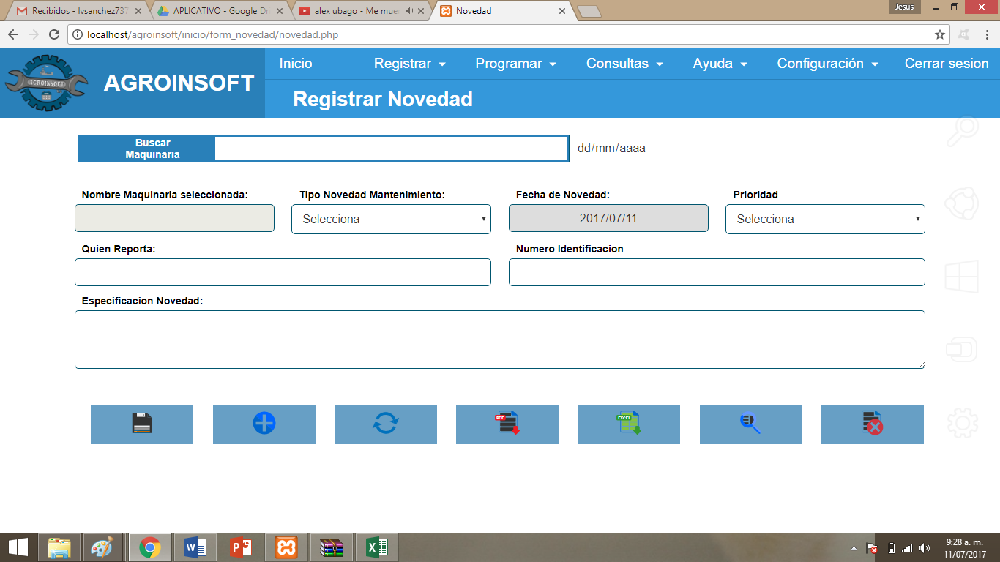 Recibidos - lvsanchez737
APLICATIVO - Google Dri
alex ubago - Me muer
Novedad
Jesus
localhost/agroinsoft/inicio/form_novedad/novedad.php
AGROINSOFT
AGROINSOFT
Inicio
Registrar
Programar
Consultas
Ayuda
Configuración
Cerrar sesion
Registrar Novedad
Buscar
Maquinaria
dd/mm/aaaa
Nombre Maquinaria seleccionada:
Tipo Novedad Mantenimiento:
Fecha de Novedad:
Prioridad
Selecciona
2017/07/11
Selecciona
Quien Reporta:
Numero Identificacion
Especificacion Novedad:
PDF
EXCEL
9:28 a. m.
11/07/2017